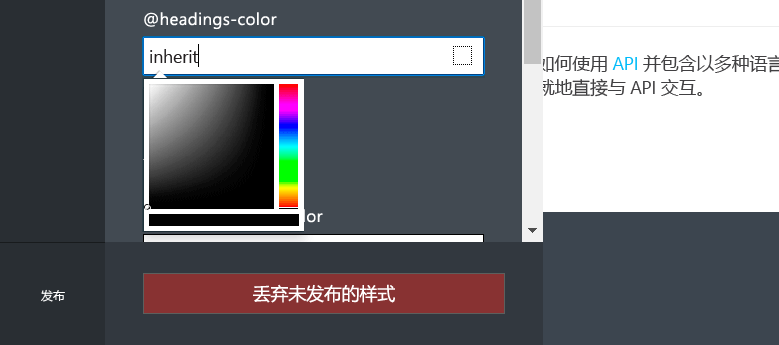 @headings-color
inherit
lor
发布
丢弃未发布的样式
如何使用 API 并包含以多种语言
就地直接与 API 交互。